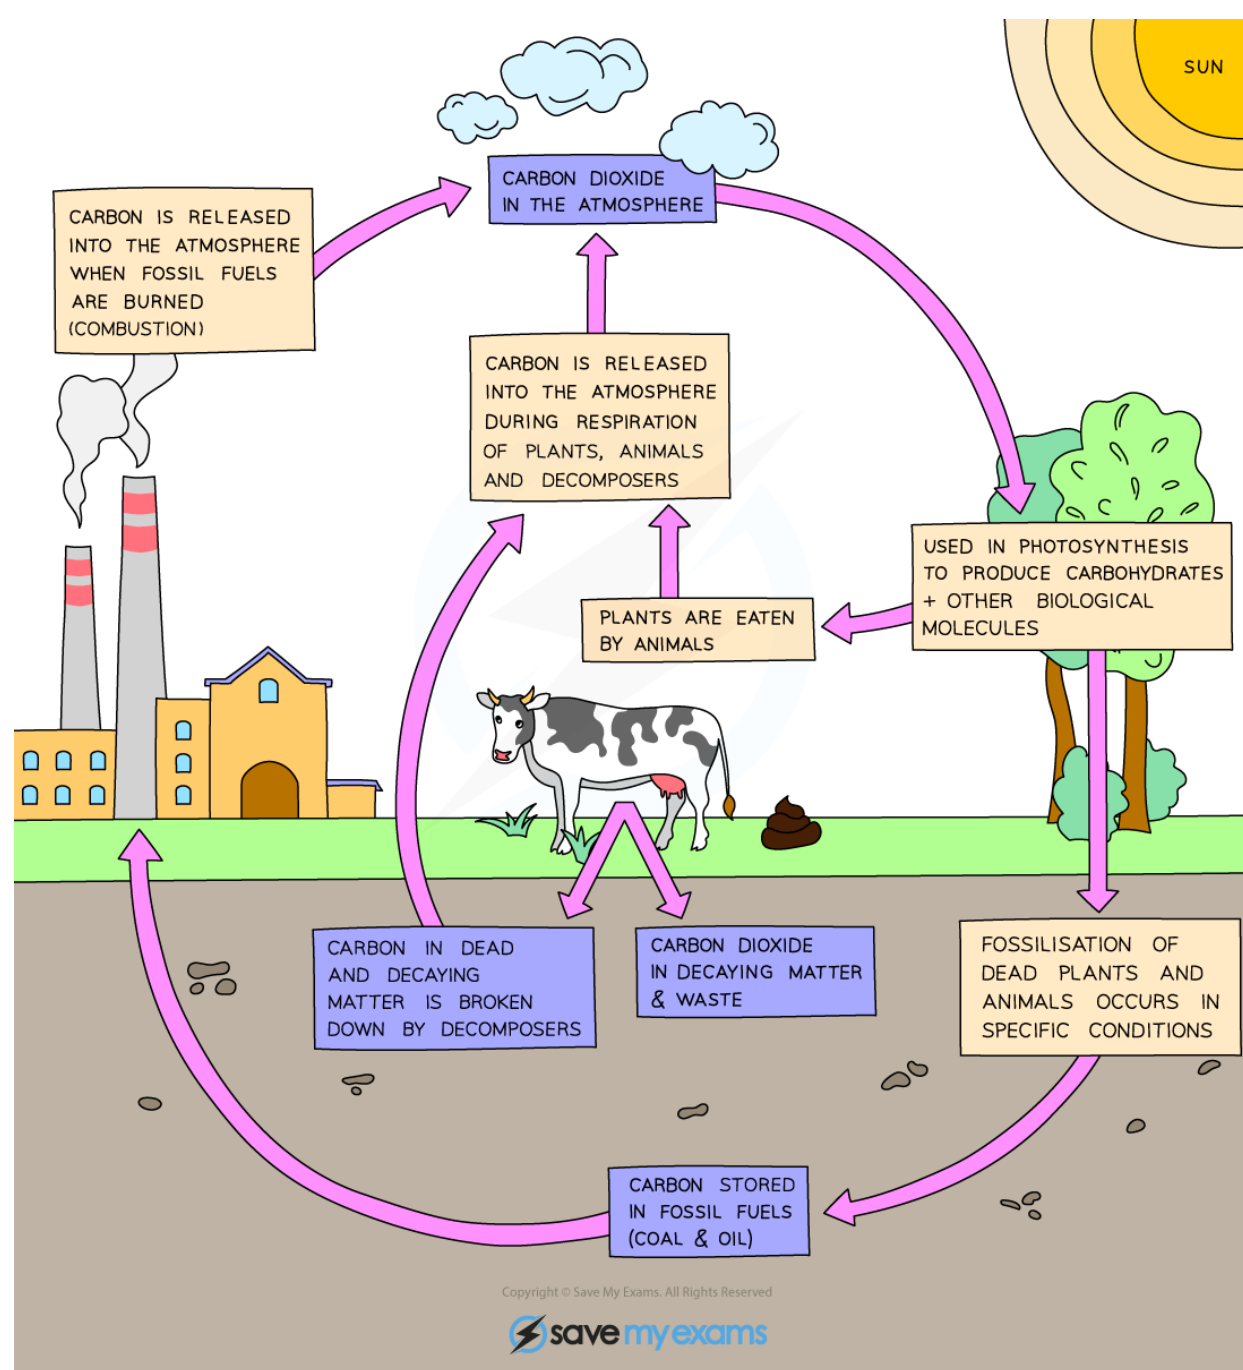 SUN
CARBON DIOXIDE
IN THE ATMOSPHERE
CARBON IS RELEASED
INTO THE ATMOSPHERE
WHEN FOSSIL FUELS
ARE BURNED
(COMBUSTION)
CARBON IS RELEASED
INTO THE ATMOSPHERE
DURING RESPIRATION
OF PLANTS, ANIMALS
AND DECOMPOSERS
USED IN PHOTOSYNTHESIS
TO PRODUCE CARBOHYDRATES
+ OTHER BIOLOGICAL
MOLECULES
PLANTS ARE EATEN
BY ANIMALS
CARBON IN DEAD
AND DECAYING
MATTER IS BROKEN
DOWN BY DECOMPOSERS
CARBON DIOXIDE
IN DECAYING MATTER
& WASTE
FOSSILISATION OF
DEAD PLANTS AND
ANIMALS OCCURS IN
SPECIFIC CONDITIONS
CARBON STORED
IN FOSSIL FUELS
(COAL & OIL)
Copyright © Save My Exams. All Rights Reserved
save my exams